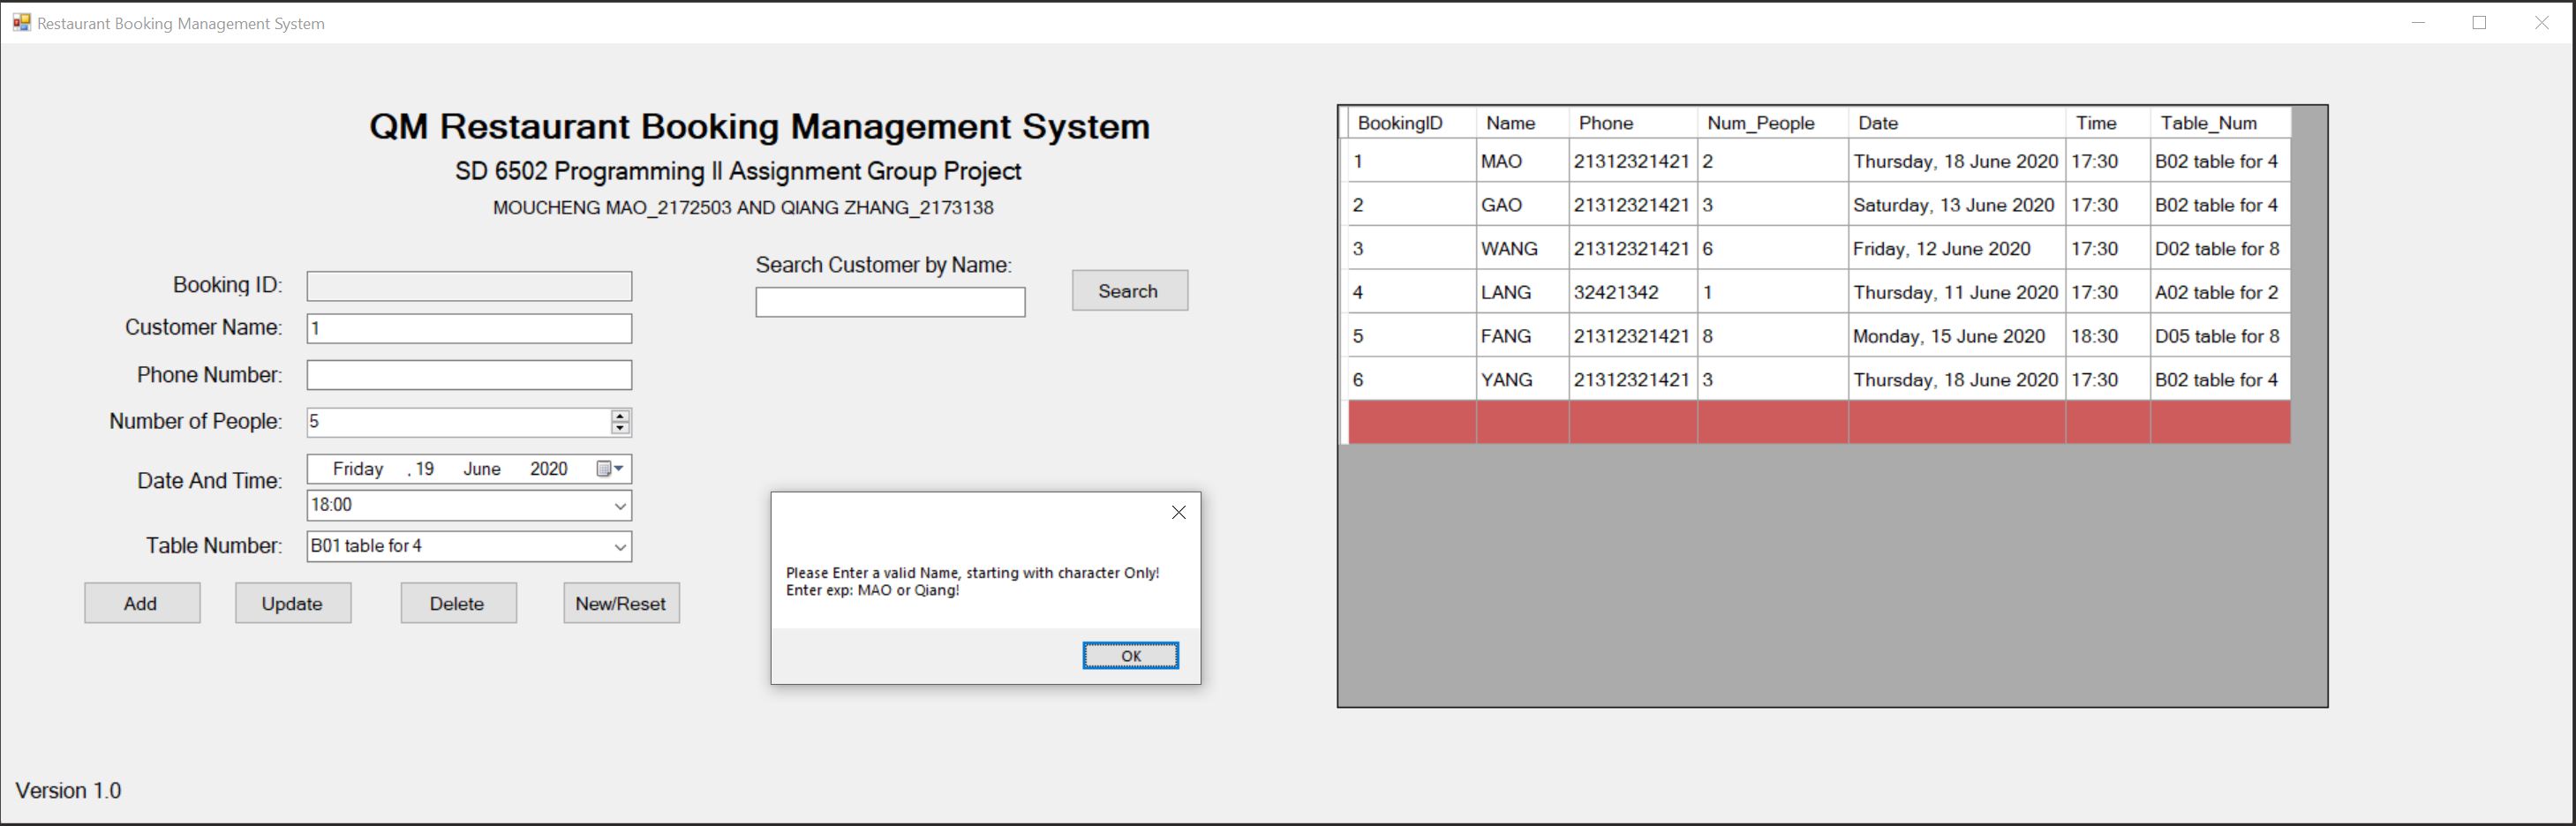 Restaurant Booking Management System
QM Restaurant Booking Management System
SD 6502 Programming II Assignment Group Project
MOUCHENG MAO_2172503 AND QIANG ZHANG_2173138
Booking ID:
Customer Name: 1
Phone Number:
Number of People: 5
Date And Time: Friday , 19 June 2020
18:00
Table Number: B01 table for 4
Add Update Delete New/Reset
Search Customer by Name:
Search
Please Enter a valid Name, starting with character Only!
Enter exp: MAO or Qiang!
OK
BookingID Name Phone Num_People Date Time Table_Num
1 MAO 21312321421 2 Thursday, 18 June 2020 17:30 B02 table for 4
2 GAO 21312321421 3 Saturday, 13 June 2020 17:30 B02 table for 4
3 WANG 21312321421 6 Friday, 12 June 2020 17:30 D02 table for 8
4 LANG 32421342 1 Thursday, 11 June 2020 17:30 A02 table for 2
5 FANG 21312321421 8 Monday, 15 June 2020 18:30 D05 table for 8
6 YANG 21312321421 3 Thursday, 18 June 2020 17:30 B02 table for 4
Version 1.0